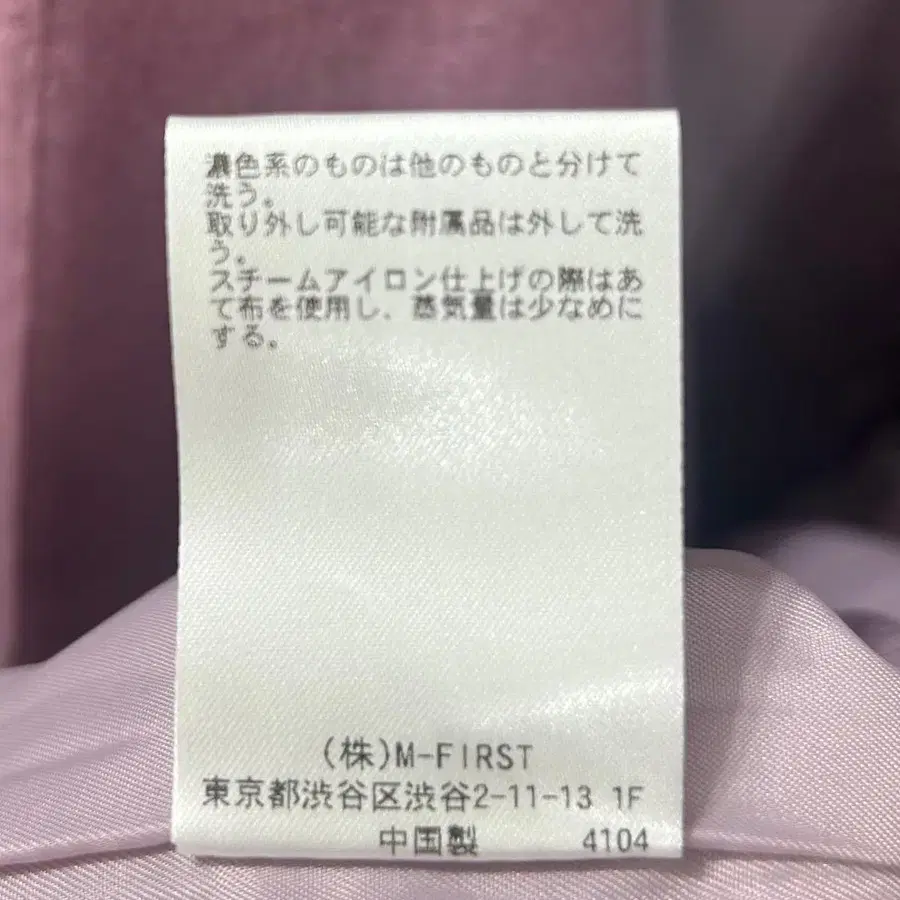 濃色系のものは他のものと分けて
洗う。
取り外し可能な附属品は外して洗
う。
スチームアイロン仕上げの際はあ
て布を使用し、蒸気量は少なめに
する。
(株)M-FIRST
東京都渋谷区渋谷2-11-13 1F
中国製 4104